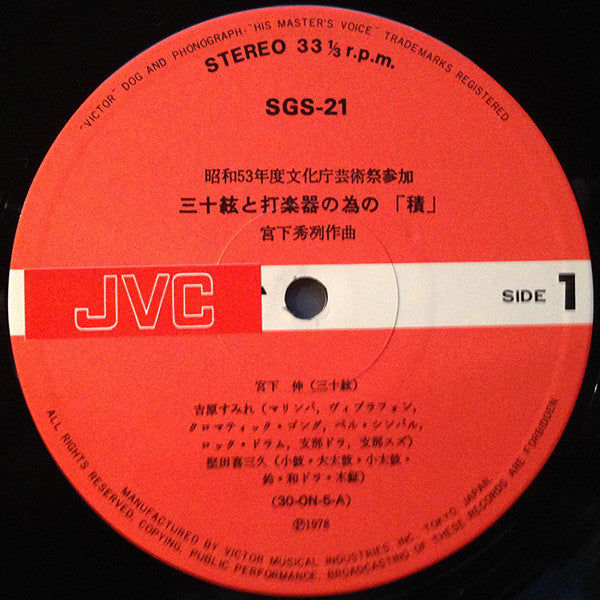 "VICTOR" DOG AND PHONOGRAPH-"HIS MASTER'S VOICE" TRADEMARKS REGISTERED
STEREO 33⅓ r.p.m.
SGS-21
昭和53年度文化庁芸術祭参加
三十絃と打楽器の為の「積」
宮下秀冽作曲
JVC
SIDE 1
宮下 伸（三十絃）
吉原すみれ（マリンバ，ヴィブラフォン，
クロマティック・ゴング，ベル・シンバル，
ロック・ドラム，支那ドラ，支那スズ）
堅田喜三久（小鼓・大太鼓・小太鼓・
鈴・和ドラ・木鉦）
(30-ON-5-A)
Ⓟ1978
MANUFACTURED BY VICTOR MUSICAL INDUSTRIES, INC. TOKYO, JAPAN
ALL RIGHTS RESERVED, COPYING, PUBLIC PERFORMANCE, BROADCASTING OF THESE RECORDS ARE FORBIDDEN